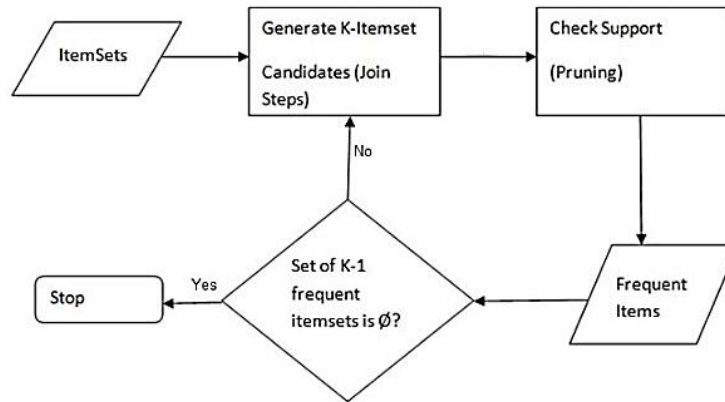 ItemSets
Generate K-Itemset
Candidates (Join
Steps)
Check Support
(Pruning)
No
Set of K-1
frequent
itemsets is Ø?
Yes
Stop
Frequent
Items